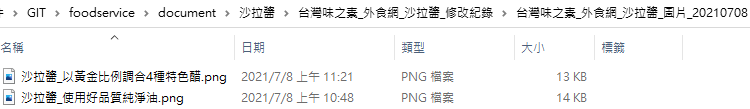 GIT > foodservice > document > 沙拉醬 > 台灣味之素_外食網_沙拉醬_修改紀錄 > 台灣味之素_外食網_沙拉醬_圖片_20210708
名稱 日期 類型 大小 標籤
沙拉醬_以黃金比例調合4種特色醋.png 2021/7/8 上午 11:21 PNG 檔案 13 KB
沙拉醬_使用好品質純淨油.png 2021/7/8 上午 10:48 PNG 檔案 14 KB